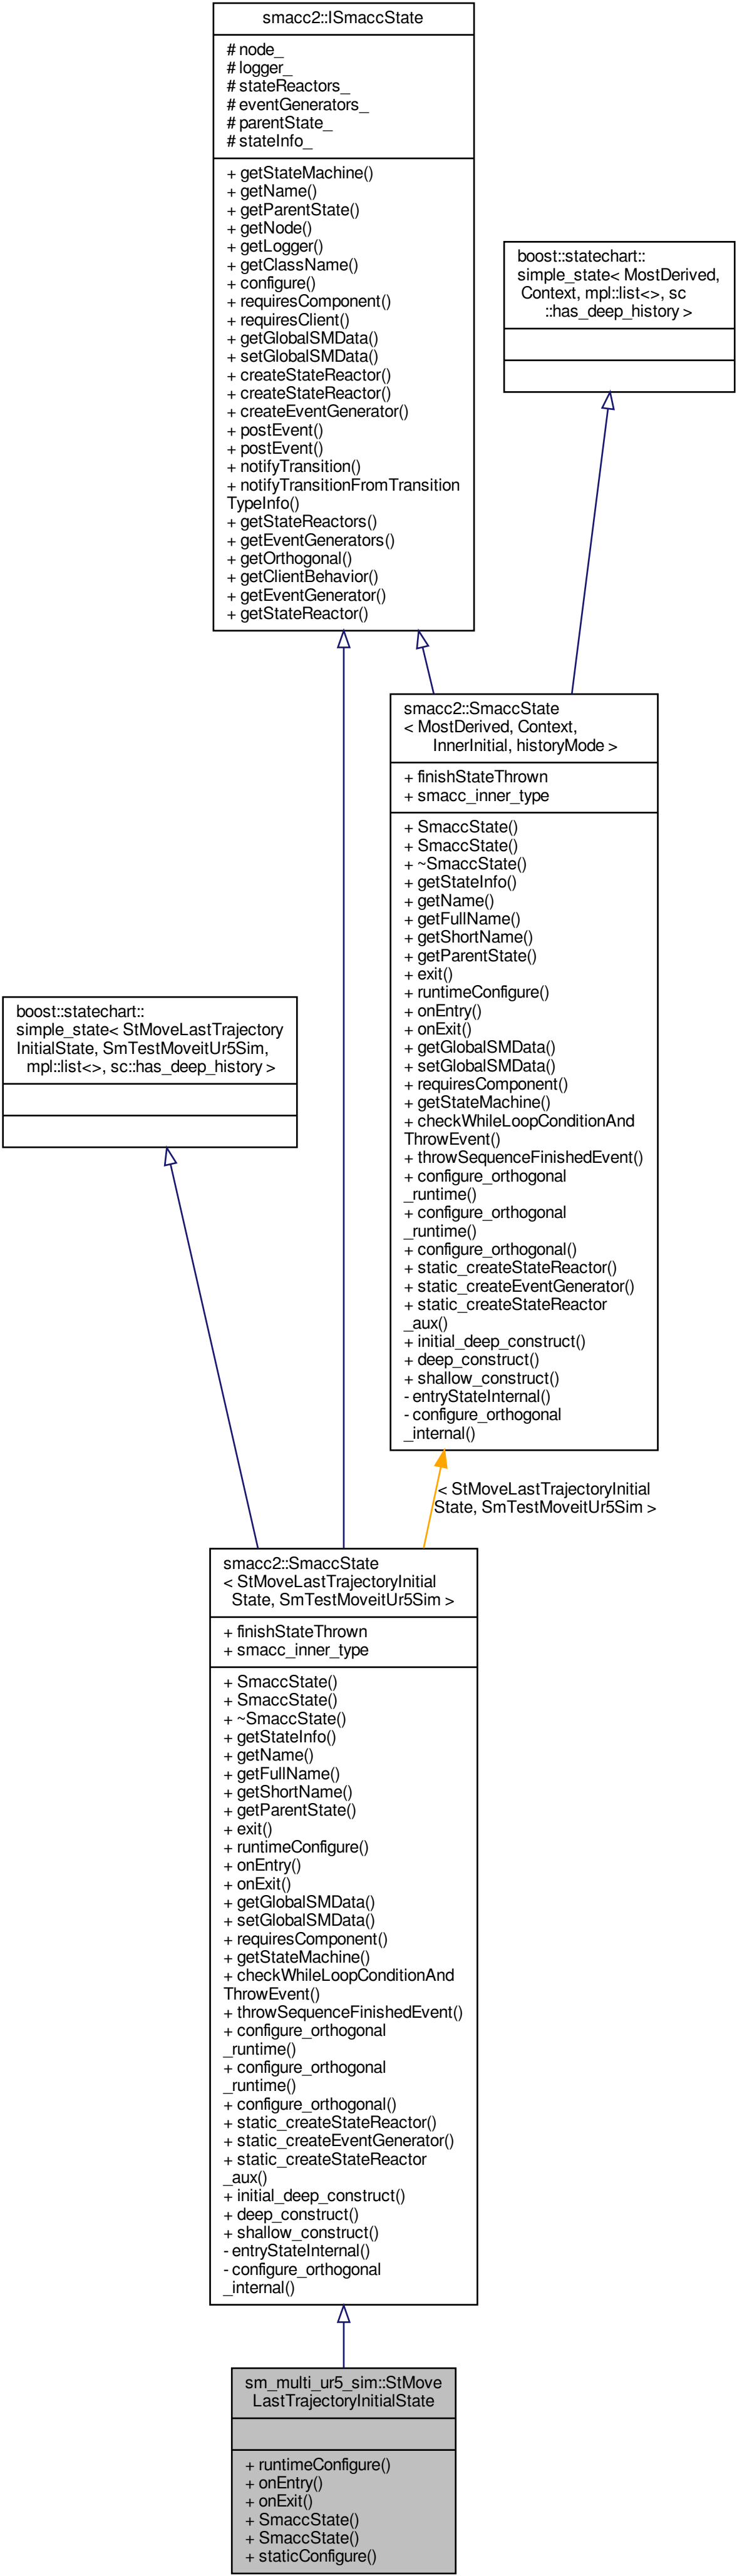 smacc2::ISmaccState
# node_
# logger_
# stateReactors_
# eventGenerators_
# parentState_
# stateInfo_
+ getStateMachine()
+ getName()
+ getParentState()
+ getNode()
+ getLogger()
+ getClassName()
+ configure()
+ requiresComponent()
+ requiresClient()
+ getGlobalSMData()
+ setGlobalSMData()
+ createStateReactor()
+ createStateReactor()
+ createEventGenerator()
+ postEvent()
+ postEvent()
+ notifyTransition()
+ notifyTransitionFromTransition
TypeInfo()
+ getStateReactors()
+ getEventGenerators()
+ getOrthogonal()
+ getClientBehavior()
+ getEventGenerator()
+ getStateReactor()
boost::statechart::
simple_state< MostDerived,
Context, mpl::list<>, sc
::has_deep_history >
smacc2::SmaccState
< MostDerived, Context,
InnerInitial, historyMode >
+ finishStateThrown
+ smacc_inner_type
+ SmaccState()
+ SmaccState()
+ ~SmaccState()
+ getStateInfo()
+ getName()
+ getFullName()
+ getShortName()
+ getParentState()
+ exit()
+ runtimeConfigure()
+ onEntry()
+ onExit()
+ getGlobalSMData()
+ setGlobalSMData()
+ requiresComponent()
+ getStateMachine()
+ checkWhileLoopConditionAnd
ThrowEvent()
+ throwSequenceFinishedEvent()
+ configure_orthogonal
_runtime()
+ configure_orthogonal
_runtime()
+ configure_orthogonal()
+ static_createStateReactor()
+ static_createEventGenerator()
+ static_createStateReactor
_aux()
+ initial_deep_construct()
+ deep_construct()
+ shallow_construct()
- entryStateInternal()
- configure_orthogonal
_internal()
boost::statechart::
simple_state< StMoveLastTrajectory
InitialState, SmTestMoveitUr5Sim,
mpl::list<>, sc::has_deep_history >
< StMoveLastTrajectoryInitial
State, SmTestMoveitUr5Sim >
smacc2::SmaccState
< StMoveLastTrajectoryInitial
State, SmTestMoveitUr5Sim >
+ finishStateThrown
+ smacc_inner_type
+ SmaccState()
+ SmaccState()
+ ~SmaccState()
+ getStateInfo()
+ getName()
+ getFullName()
+ getShortName()
+ getParentState()
+ exit()
+ runtimeConfigure()
+ onEntry()
+ onExit()
+ getGlobalSMData()
+ setGlobalSMData()
+ requiresComponent()
+ getStateMachine()
+ checkWhileLoopConditionAnd
ThrowEvent()
+ throwSequenceFinishedEvent()
+ configure_orthogonal
_runtime()
+ configure_orthogonal
_runtime()
+ configure_orthogonal()
+ static_createStateReactor()
+ static_createEventGenerator()
+ static_createStateReactor
_aux()
+ initial_deep_construct()
+ deep_construct()
+ shallow_construct()
- entryStateInternal()
- configure_orthogonal
_internal()
sm_multi_ur5_sim::StMove
LastTrajectoryInitialState
+ runtimeConfigure()
+ onEntry()
+ onExit()
+ SmaccState()
+ SmaccState()
+ staticConfigure()